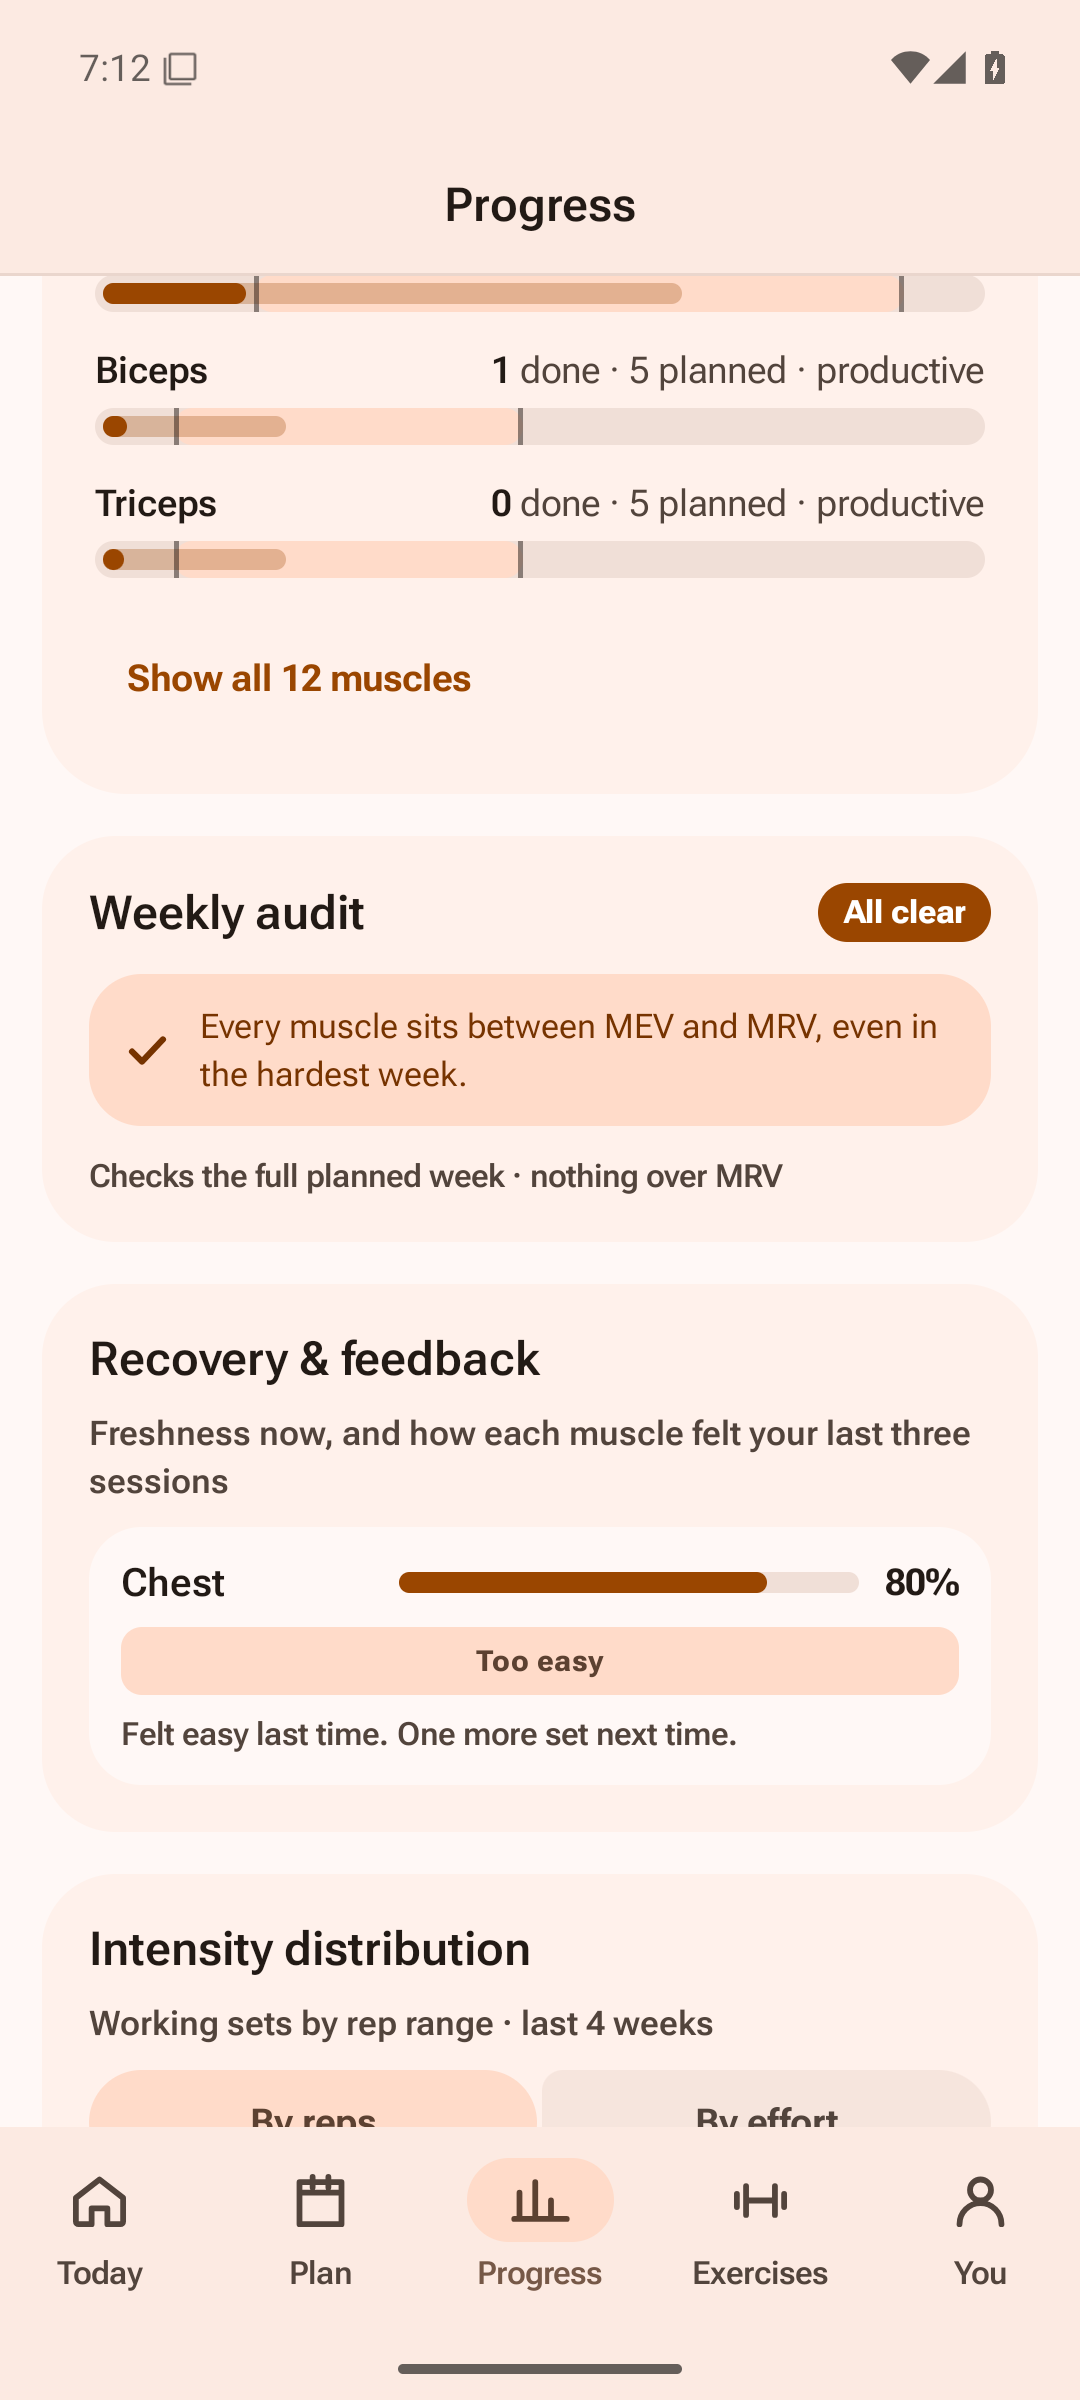 7:12
Progress
Biceps
1 done · 5 planned · productive
Triceps
0 done · 5 planned · productive
Show all 12 muscles
Weekly audit
All clear
Every muscle sits between MEV and MRV, even in
the hardest week.
Checks the full planned week · nothing over MRV
Recovery & feedback
Freshness now, and how each muscle felt your last three
sessions
Chest
80%
Too easy
Felt easy last time. One more set next time.
Intensity distribution
Working sets by rep range · last 4 weeks
By reps
By effort
Today
Plan
Progress
Exercises
You